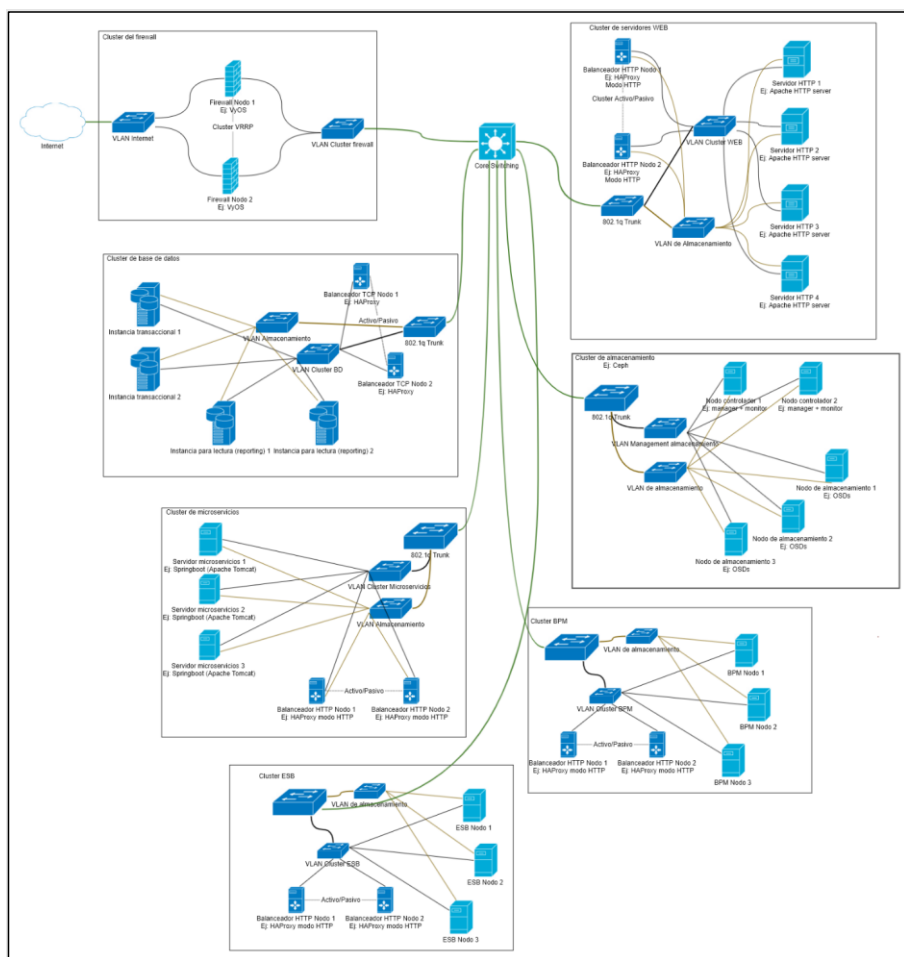 Cluster del firewall
Internet
VLAN Internet
Firewall Nodo 1
Ej: VyOS
Cluster VRRP
Firewall Nodo 2
Ej: VyOS
VLAN Cluster firewall
Core Switching
Cluster de servidores WEB
Balanceador HTTP Nodo 1
Ej: HAProxy
Modo HTTP
Cluster Activo/Pasivo
Balanceador HTTP Nodo 2
Ej: HAProxy
Modo HTTP
VLAN Cluster WEB
802.1q Trunk
VLAN de Almacenamiento
Servidor HTTP 1
Ej: Apache HTTP server
Servidor HTTP 2
Ej: Apache HTTP server
Servidor HTTP 3
Ej: Apache HTTP server
Servidor HTTP 4
Ej: Apache HTTP server
Cluster de base de datos
Instancia transaccional 1
Instancia transaccional 2
VLAN Almacenamiento
VLAN Cluster BD
Balanceador TCP Nodo 1
Ej: HAProxy
Activo/Pasivo
802.1q Trunk
Balanceador TCP Nodo 2
Ej: HAProxy
Instancia para lectura (reporting) 1
Instancia para lectura (reporting) 2
Cluster de almacenamiento
Ej: Ceph
802.1q Trunk
Nodo controlador 1
Ej: manager + monitor
Nodo controlador 2
Ej: manager + monitor
VLAN Management almacenamiento
VLAN de almacenamiento
Nodo de almacenamiento 1
Ej: OSDs
Nodo de almacenamiento 2
Ej: OSDs
Nodo de almacenamiento 3
Ej: OSDs
Cluster de microservicios
Servidor microservicios 1
Ej: Springboot (Apache Tomcat)
Servidor microservicios 2
Ej: Springboot (Apache Tomcat)
Servidor microservicios 3
Ej: Springboot (Apache Tomcat)
802.1q Trunk
VLAN Cluster Microservicios
VLAN Almacenamiento
Balanceador HTTP Nodo 1
Ej: HAProxy modo HTTP
Activo/Pasivo
Balanceador HTTP Nodo 2
Ej: HAProxy modo HTTP
Cluster BPM
VLAN de almacenamiento
VLAN Cluster BPM
BPM Nodo 1
BPM Nodo 2
BPM Nodo 3
Balanceador HTTP Nodo 1
Ej: HAProxy modo HTTP
Activo/Pasivo
Balanceador HTTP Nodo 2
Ej: HAProxy modo HTTP
Cluster ESB
VLAN de almacenamiento
VLAN Cluster ESB
ESB Nodo 1
ESB Nodo 2
ESB Nodo 3
Balanceador HTTP Nodo 1
Ej: HAProxy modo HTTP
Activo/Pasivo
Balanceador HTTP Nodo 2
Ej: HAProxy modo HTTP